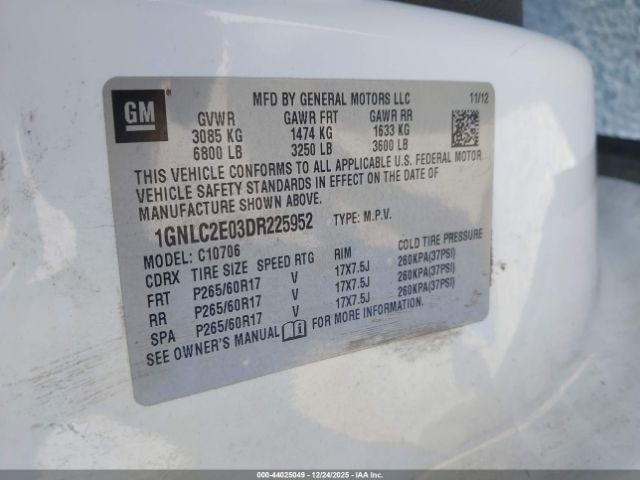 GM
MFD BY GENERAL MOTORS LLC 11/12
GVWR GAWR FRT GAWR RR
3085 KG 1474 KG 1633 KG
6800 LB 3250 LB 3600 LB
THIS VEHICLE CONFORMS TO ALL APPLICABLE U.S. FEDERAL MOTOR
VEHICLE SAFETY STANDARDS IN EFFECT ON THE DATE OF
MANUFACTURE SHOWN ABOVE.
1GNLC2E03DR225952 TYPE: M.P.V.
MODEL: C10706
CDRX TIRE SIZE SPEED RTG RIM COLD TIRE PRESSURE
FRT P265/60R17 V 17X7.5J 260KPA(37PSI)
RR P265/60R17 V 17X7.5J 260KPA(37PSI)
SPA P265/60R17 V 17X7.5J 260KPA(37PSI)
SEE OWNER'S MANUAL FOR MORE INFORMATION.
000-44025049 - 12/24/2025 - IAAI, Inc.